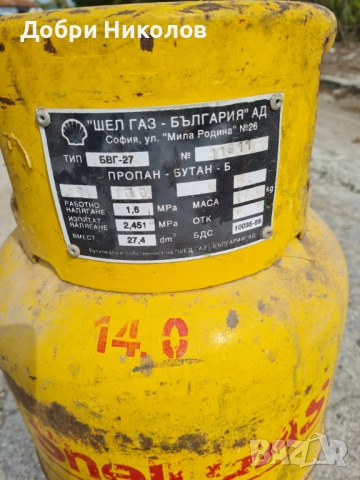 Добри Николов
"ШЕЛ ГАЗ - БЪЛГАРИЯ" АД
София, ул. "Мила Родина" №26
ТИП БВГ-27 №
ПРОПАН - БУТАН - Б
РАБОТНО НАЛЯГАНЕ 1,6 MPa МАСА kg
ИЗПИТАТ. НАЛЯГАНЕ 2,451 MPa ОТК
ВМЕСТ. 27,4 dm³ БДС 10035-85
14.0
BAZAR